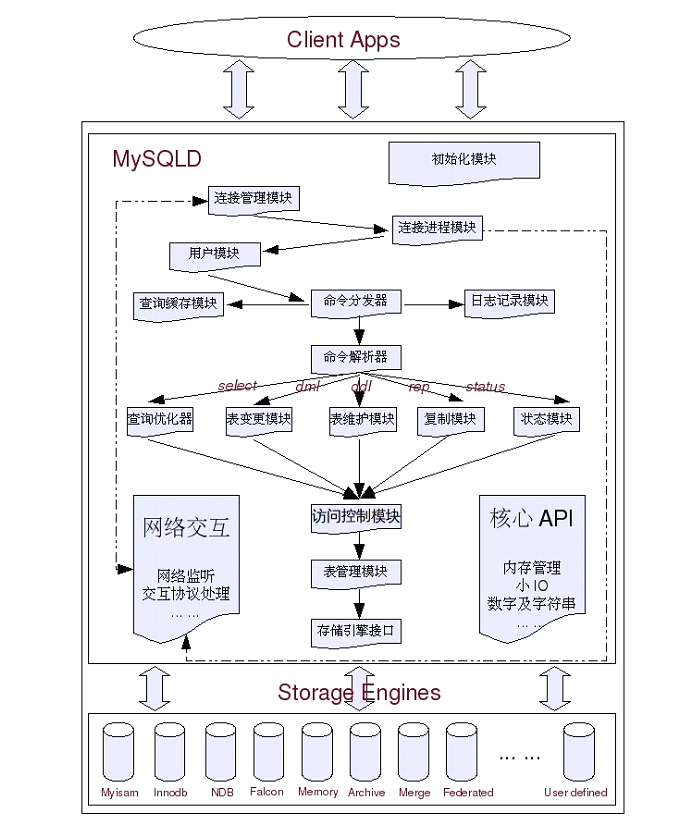 Client Apps
MySQLD
初始化模块
连接管理模块
连接进程模块
用户模块
查询缓存模块
命令分发器
日志记录模块
命令解析器
select
dml
ddl
rep
status
查询优化器
表变更模块
表维护模块
复制模块
状态模块
网络交互
网络监听
交互协议处理
... ...
访问控制模块
表管理模块
存储引擎接口
核心 API
内存管理
小 IO
数字及字符串
... ...
Storage Engines
... ...
Myisam
Innodb
NDB
Falcon
Memory
Archive
Merge
Federated
User defined